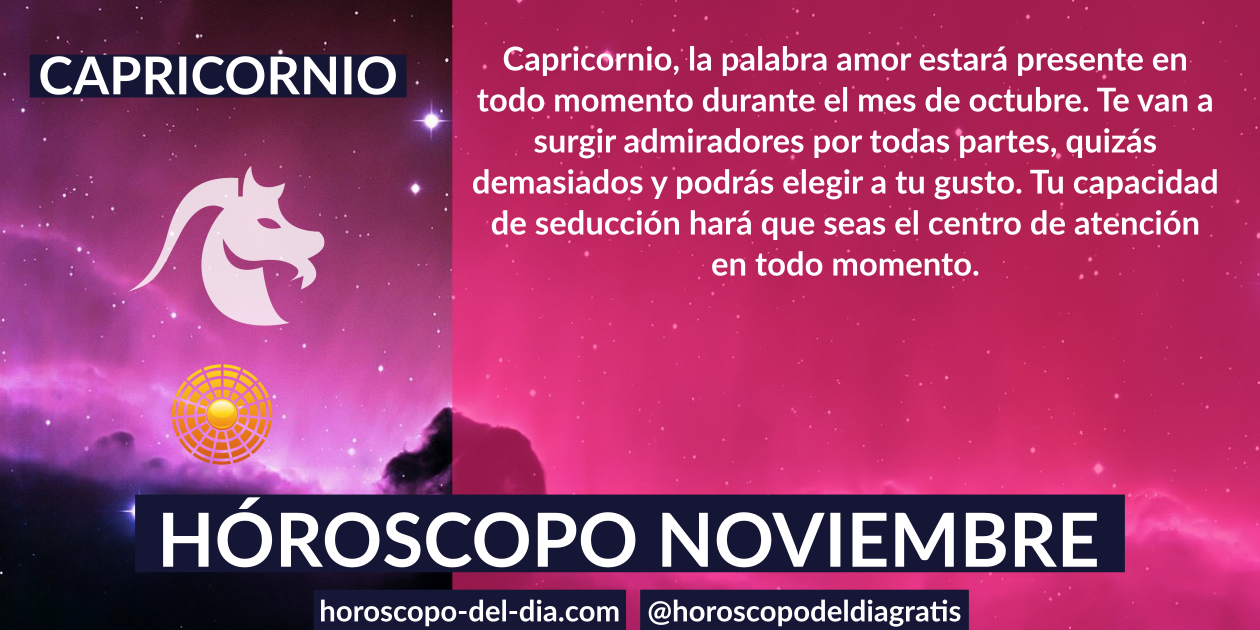 CAPRICORNIO
Capricornio, la palabra amor estará presente en
todo momento durante el mes de octubre. Te van a
surgir admiradores por todas partes, quizás
demasiados y podrás elegir a tu gusto. Tu capacidad
de seducción hará que seas el centro de atención
en todo momento.
HÓROSCOPO NOVIEMBRE
horoscopo-del-dia.com
@horoscopodeldiagratis